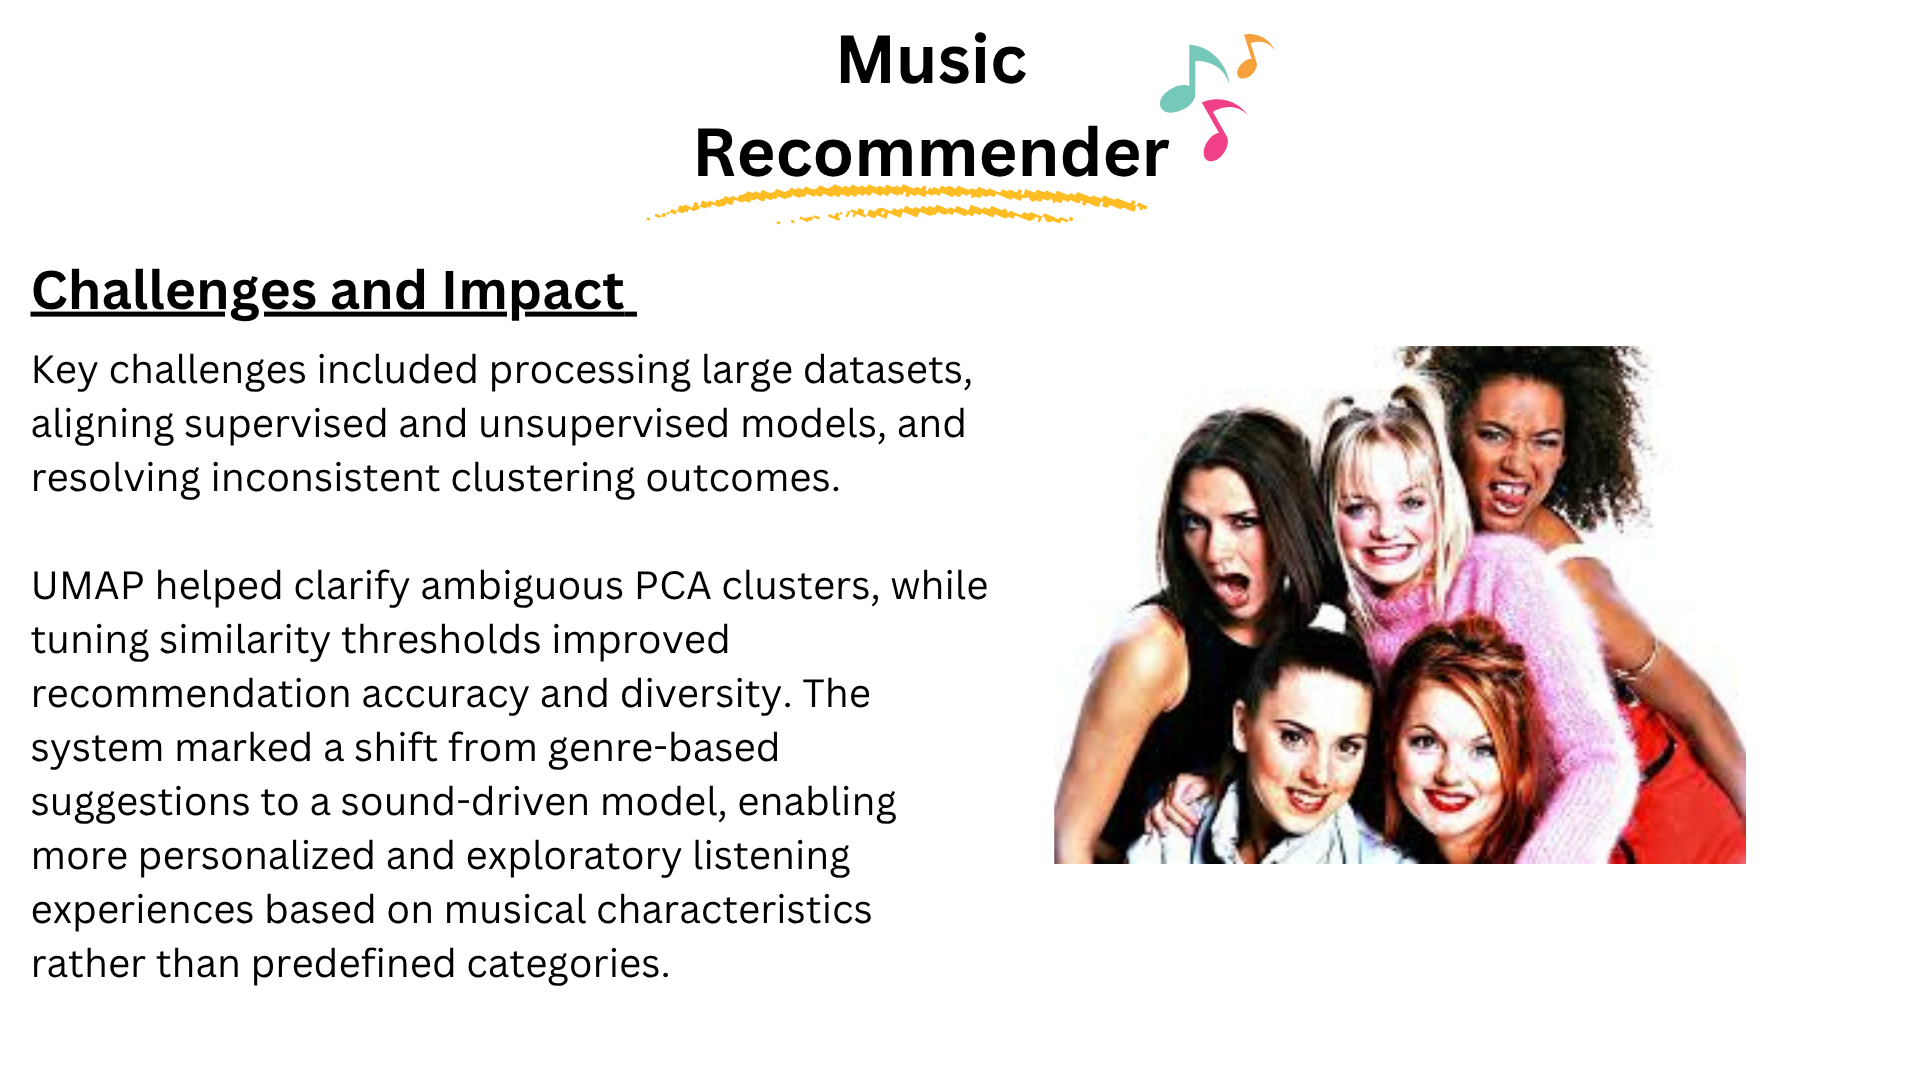 Music
Recommender
Challenges and Impact
Key challenges included processing large datasets,
aligning supervised and unsupervised models, and
resolving inconsistent clustering outcomes.
UMAP helped clarify ambiguous PCA clusters, while
tuning similarity thresholds improved
recommendation accuracy and diversity. The
system marked a shift from genre-based
suggestions to a sound-driven model, enabling
more personalized and exploratory listening
experiences based on musical characteristics
rather than predefined categories.